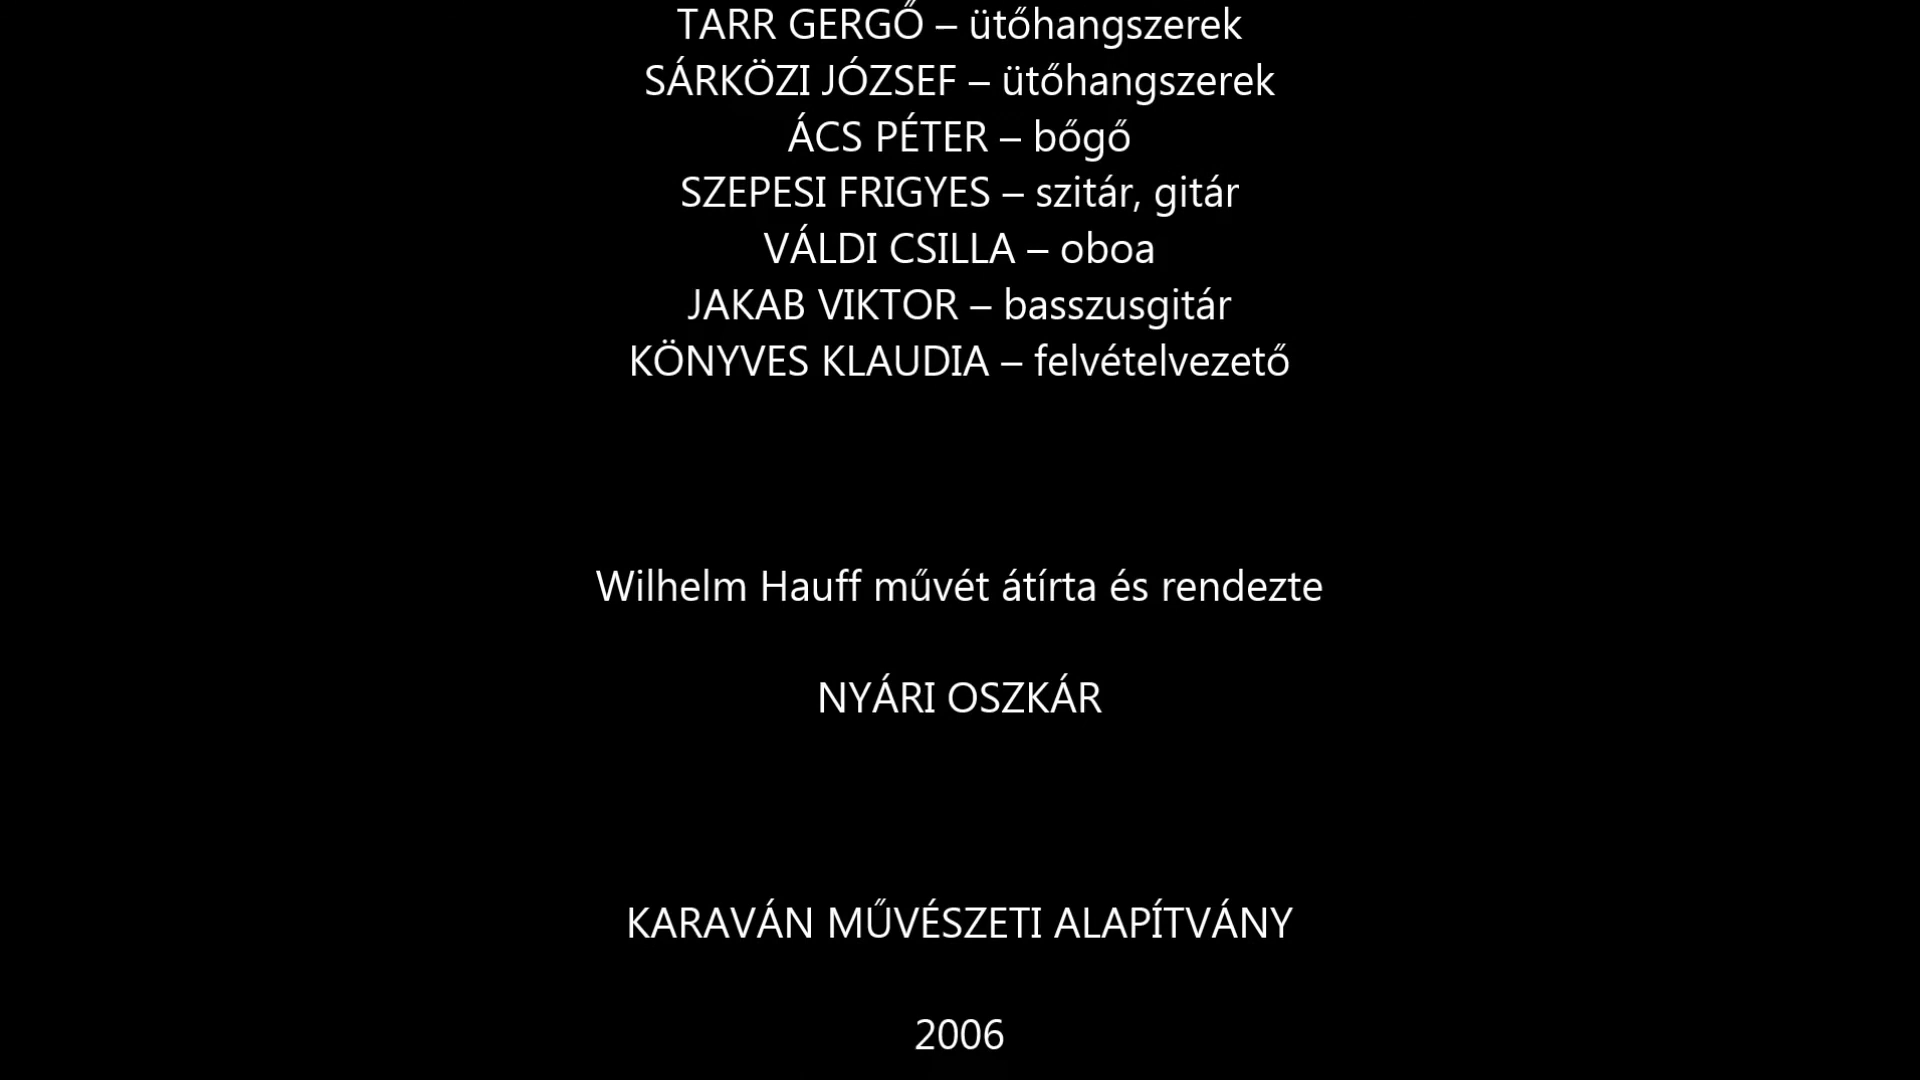 TARR GERGŐ – ütőhangszerek
SÁRKÖZI JÓZSEF – ütőhangszerek
ÁCS PÉTER – bőgő
SZEPESI FRIGYES – szitár, gitár
VÁLDI CSILLA – oboa
JAKAB VIKTOR – basszusgitár
KÖNYVES KLAUDIA – felvételvezető
Wilhelm Hauff művét átírta és rendezte
NYÁRI OSZKÁR
KARAVÁN MŰVÉSZETI ALAPÍTVÁNY
2006